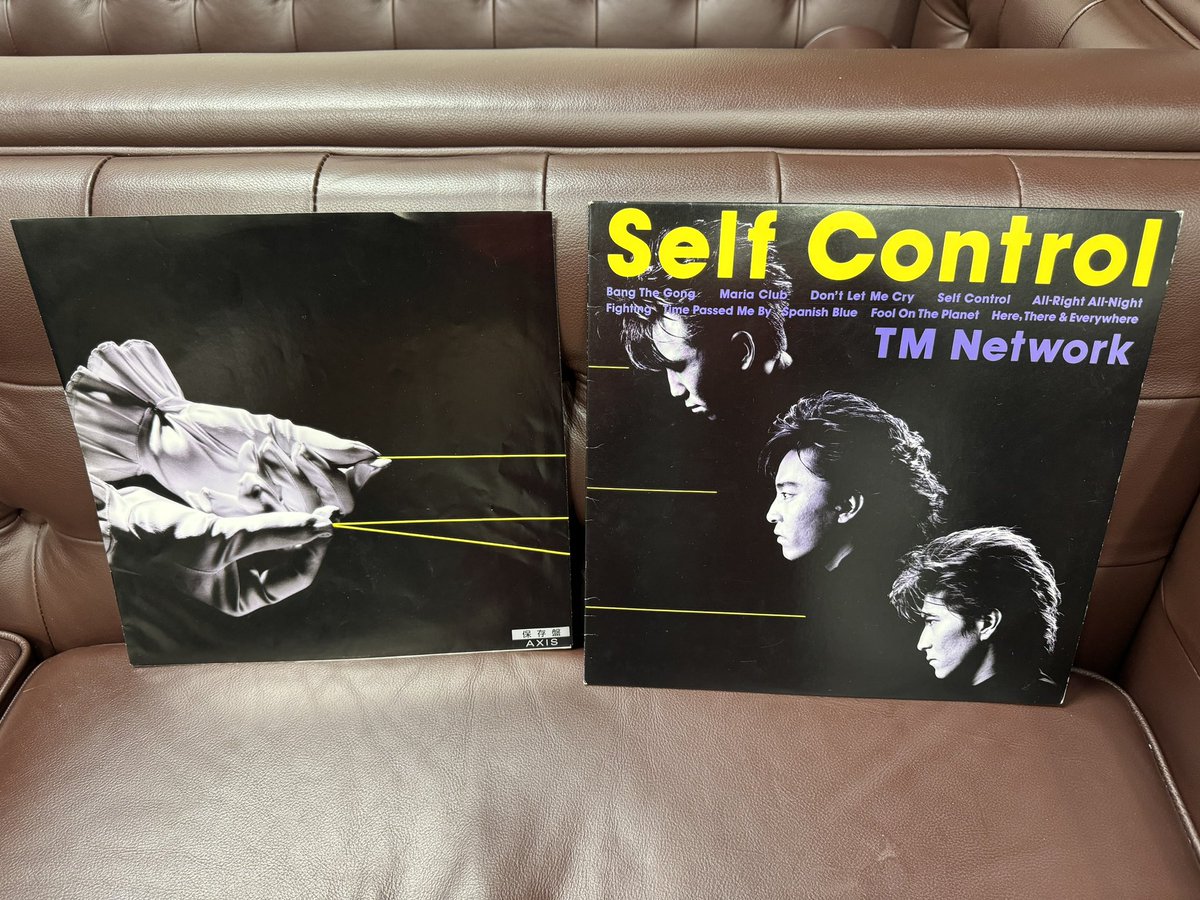 保存盤
AXIS
Self Control
Bang The Gong Maria Club Don't Let Me Cry Self Control All-Right All-Night
Fighting Time Passed Me By Spanish Blue Fool On The Planet Here, There & Everywhere
TM Network